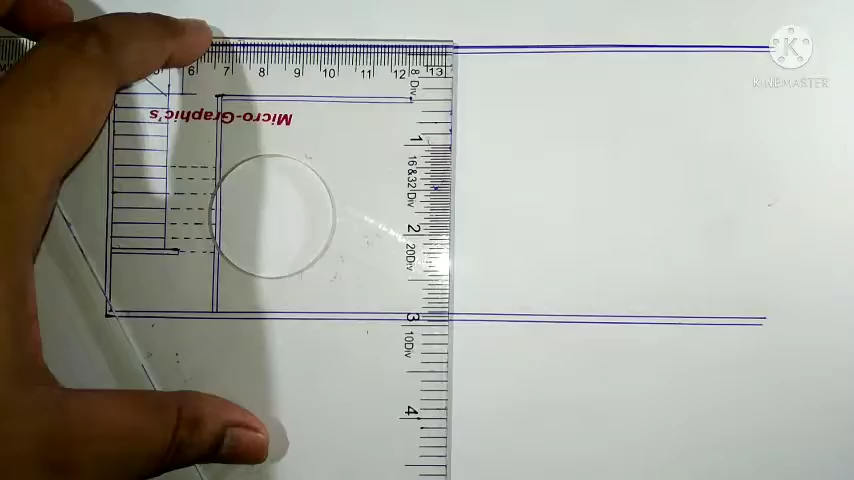 6 7 8 9 10 11 12 13
8 Div
Micro-Graphic's
1
16&32 Div
2
20Div
3
10Div
4
K
KINEMASTER